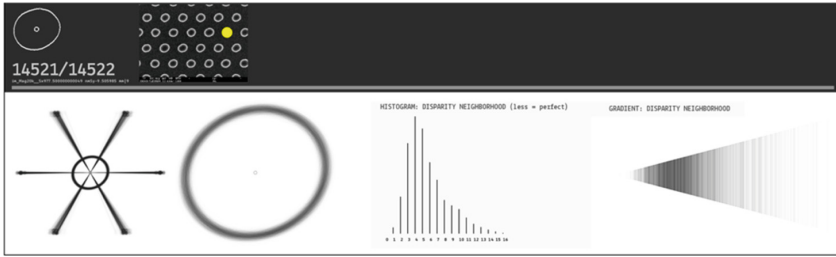 14521/14522
HISTOGRAM: DISPARITY NEIGHBORHOOD (less = perfect)
GRADIENT: DISPARITY NEIGHBORHOOD
0 1 2 3 4 5 6 7 8 9 10 11 12 13 14 15 16